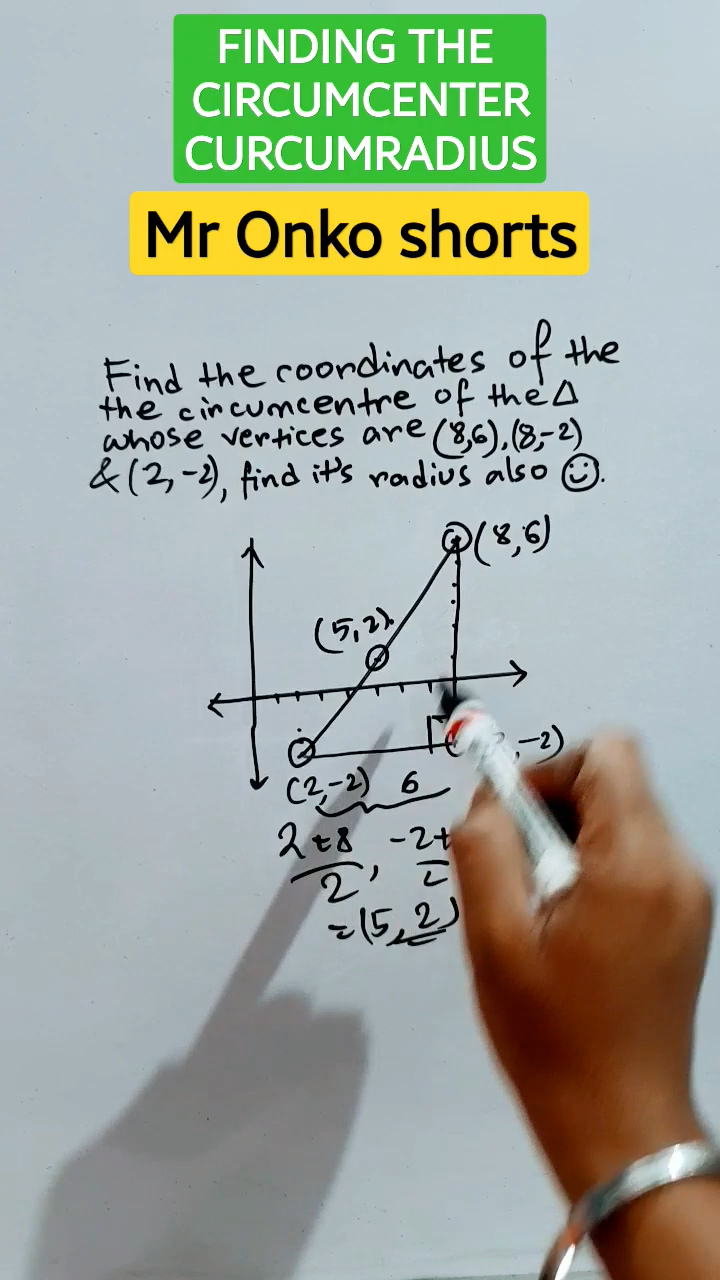 FINDING THE
CIRCUMCENTER
CURCUMRADIUS
Mr Onko shorts
Find the coordinates of the
the circumcentre of the Δ
whose vertices are (8,6), (8,-2)
& (2,-2), find it's radius also ☺.
(8,6)
(5,2)
,-2)
(2,-2) 6
2+8 , -2+
2
=(5,2)